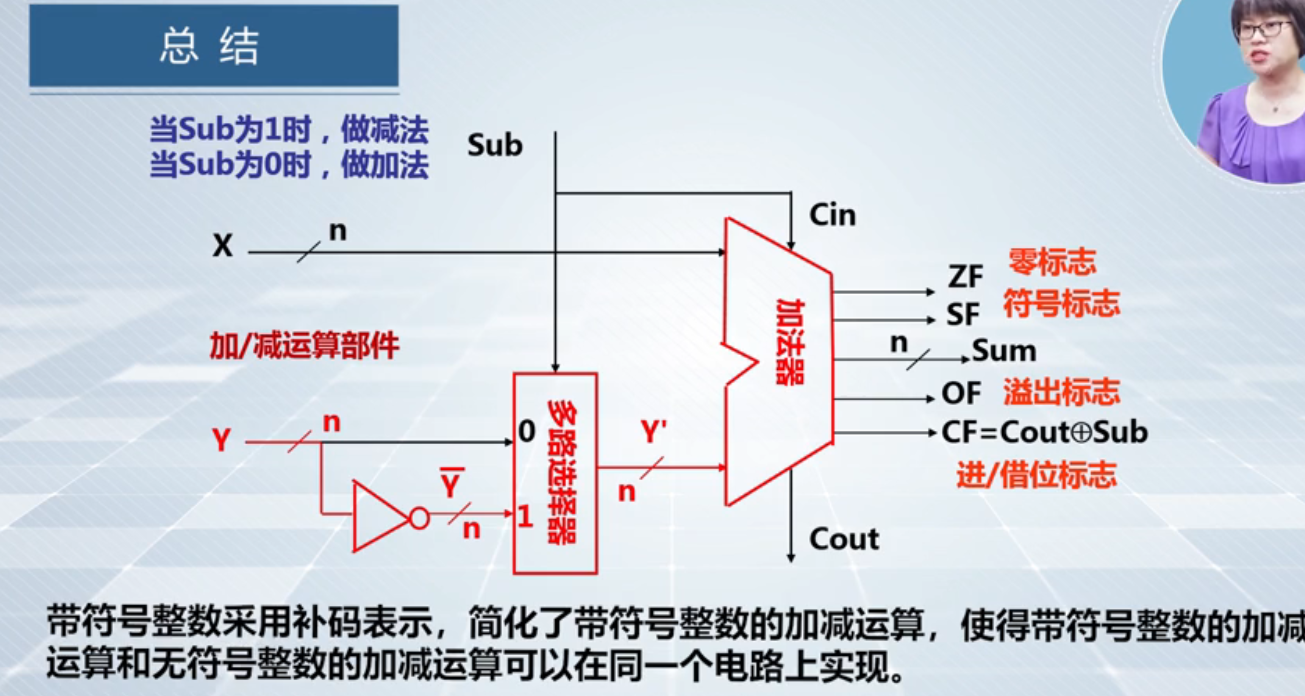 总 结
当Sub为1时，做减法
当Sub为0时，做加法
Sub
Cin
X
n
ZF
零标志
SF
符号标志
加/减运算部件
加法器
n
Sum
OF
溢出标志
CF=Cout⊕Sub
进/借位标志
Y
n
0
多路选择器
Y'
n
Y̅
n
1
Cout
带符号整数采用补码表示，简化了带符号整数的加减运算，使得带符号整数的加减
运算和无符号整数的加减运算可以在同一个电路上实现。